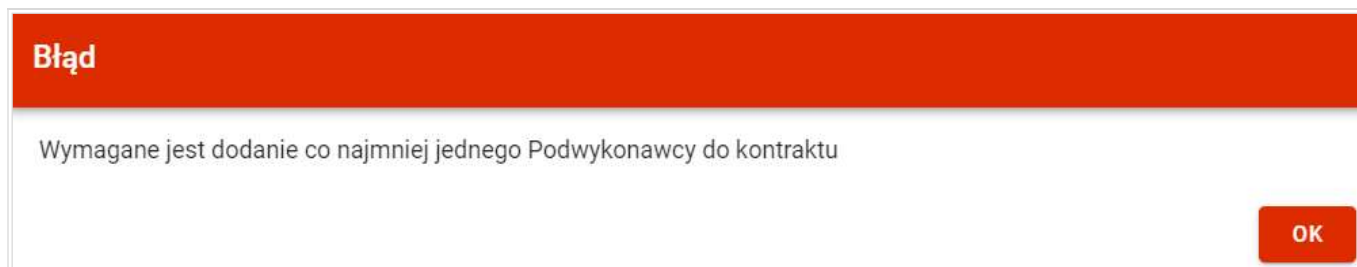 Błąd
Wymagane jest dodanie co najmniej jednego Podwykonawcy do kontraktu
OK